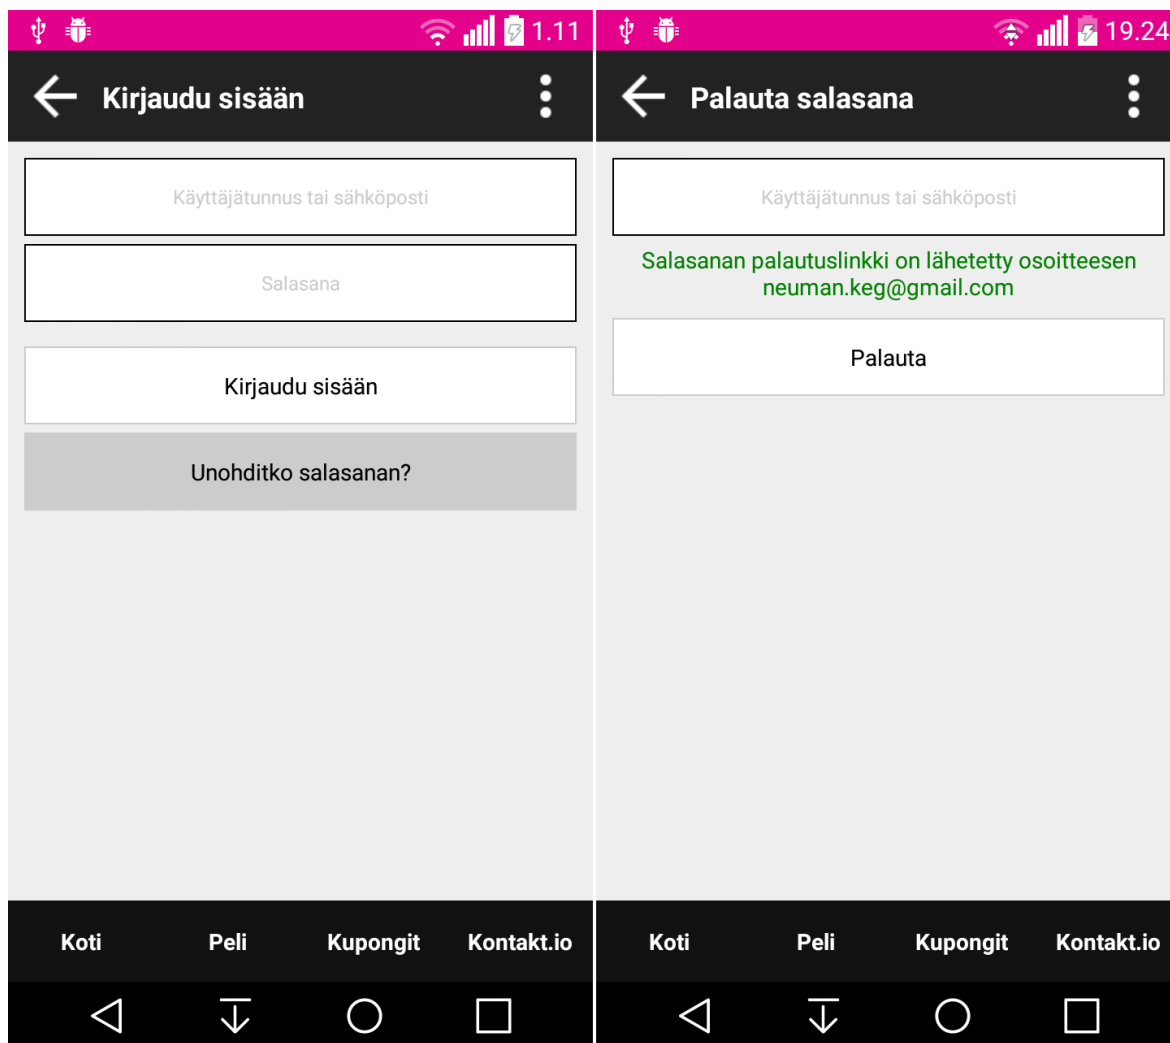 1.11
Kirjaudu sisään
Käyttäjätunnus tai sähköposti
Salasana
Kirjaudu sisään
Unohditko salasanan?
Koti Peli Kupongit Kontakt.io
19.24
Palauta salasana
Käyttäjätunnus tai sähköposti
Salasanan palautuslinkki on lähetetty osoitteesen
neuman.keg@gmail.com
Palauta
Koti Peli Kupongit Kontakt.io